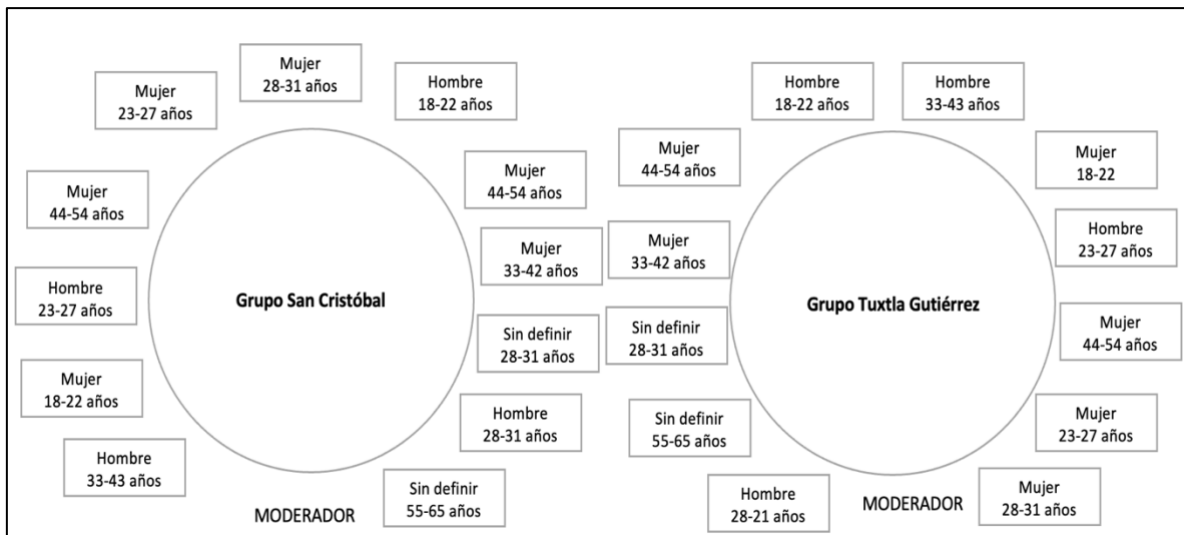 Mujer
28-31 años
Hombre
18-22 años
Mujer
23-27 años
Mujer
44-54 años
Mujer
44-54 años
Mujer
33-42 años
Hombre
23-27 años
Grupo San Cristóbal
Sin definir
28-31 años
Mujer
18-22 años
Hombre
28-31 años
Hombre
33-43 años
Sin definir
55-65 años
MODERADOR
Hombre
18-22 años
Hombre
33-43 años
Mujer
44-54 años
Mujer
18-22
Mujer
33-42 años
Hombre
23-27 años
Grupo Tuxtla Gutiérrez
Sin definir
28-31 años
Mujer
44-54 años
Sin definir
55-65 años
Mujer
23-27 años
Hombre
28-21 años
MODERADOR
Mujer
28-31 años